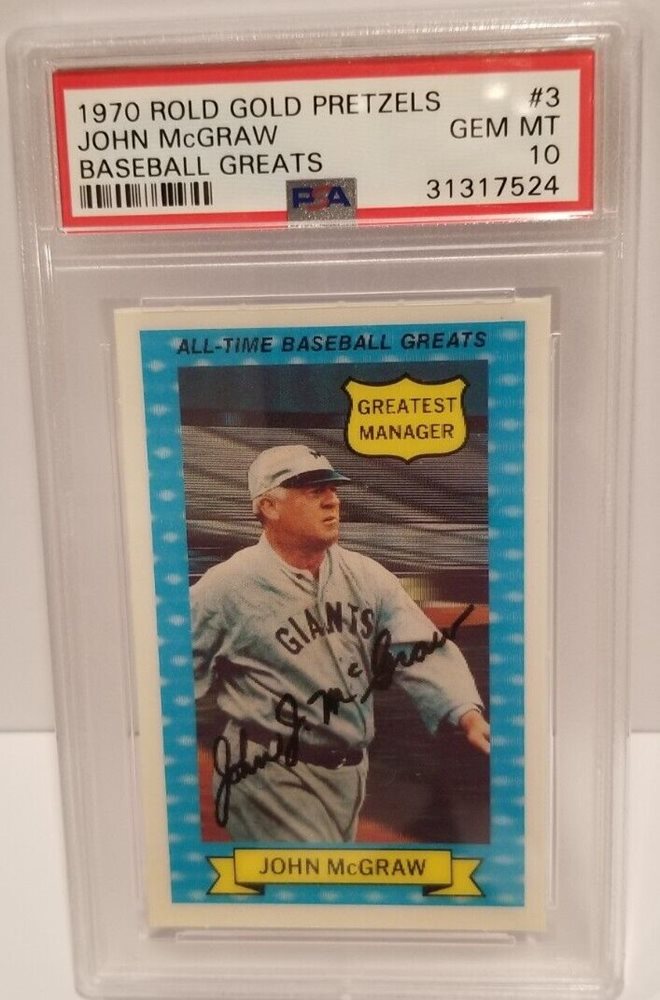 1970 ROLD GOLD PRETZELS #3
JOHN McGRAW GEM MT
BASEBALL GREATS 10
PSA 31317524
ALL-TIME BASEBALL GREATS
GREATEST
MANAGER
GIANTS
John J. McGraw
JOHN McGRAW